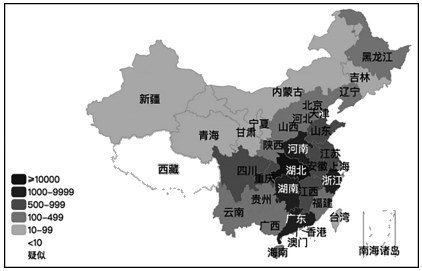 黑龙江
吉林
辽宁
内蒙古
新疆
北京
天津
河北
山西
山东
宁夏
甘肃
青海
陕西
河南
江苏
西藏
四川
重庆
湖北
安徽
上海
浙江
湖南
江西
贵州
福建
云南
广西
广东
台湾
香港
澳门
海南
南海诸岛
≥10000
1000-9999
500-999
100-499
10-99
<10
疑似